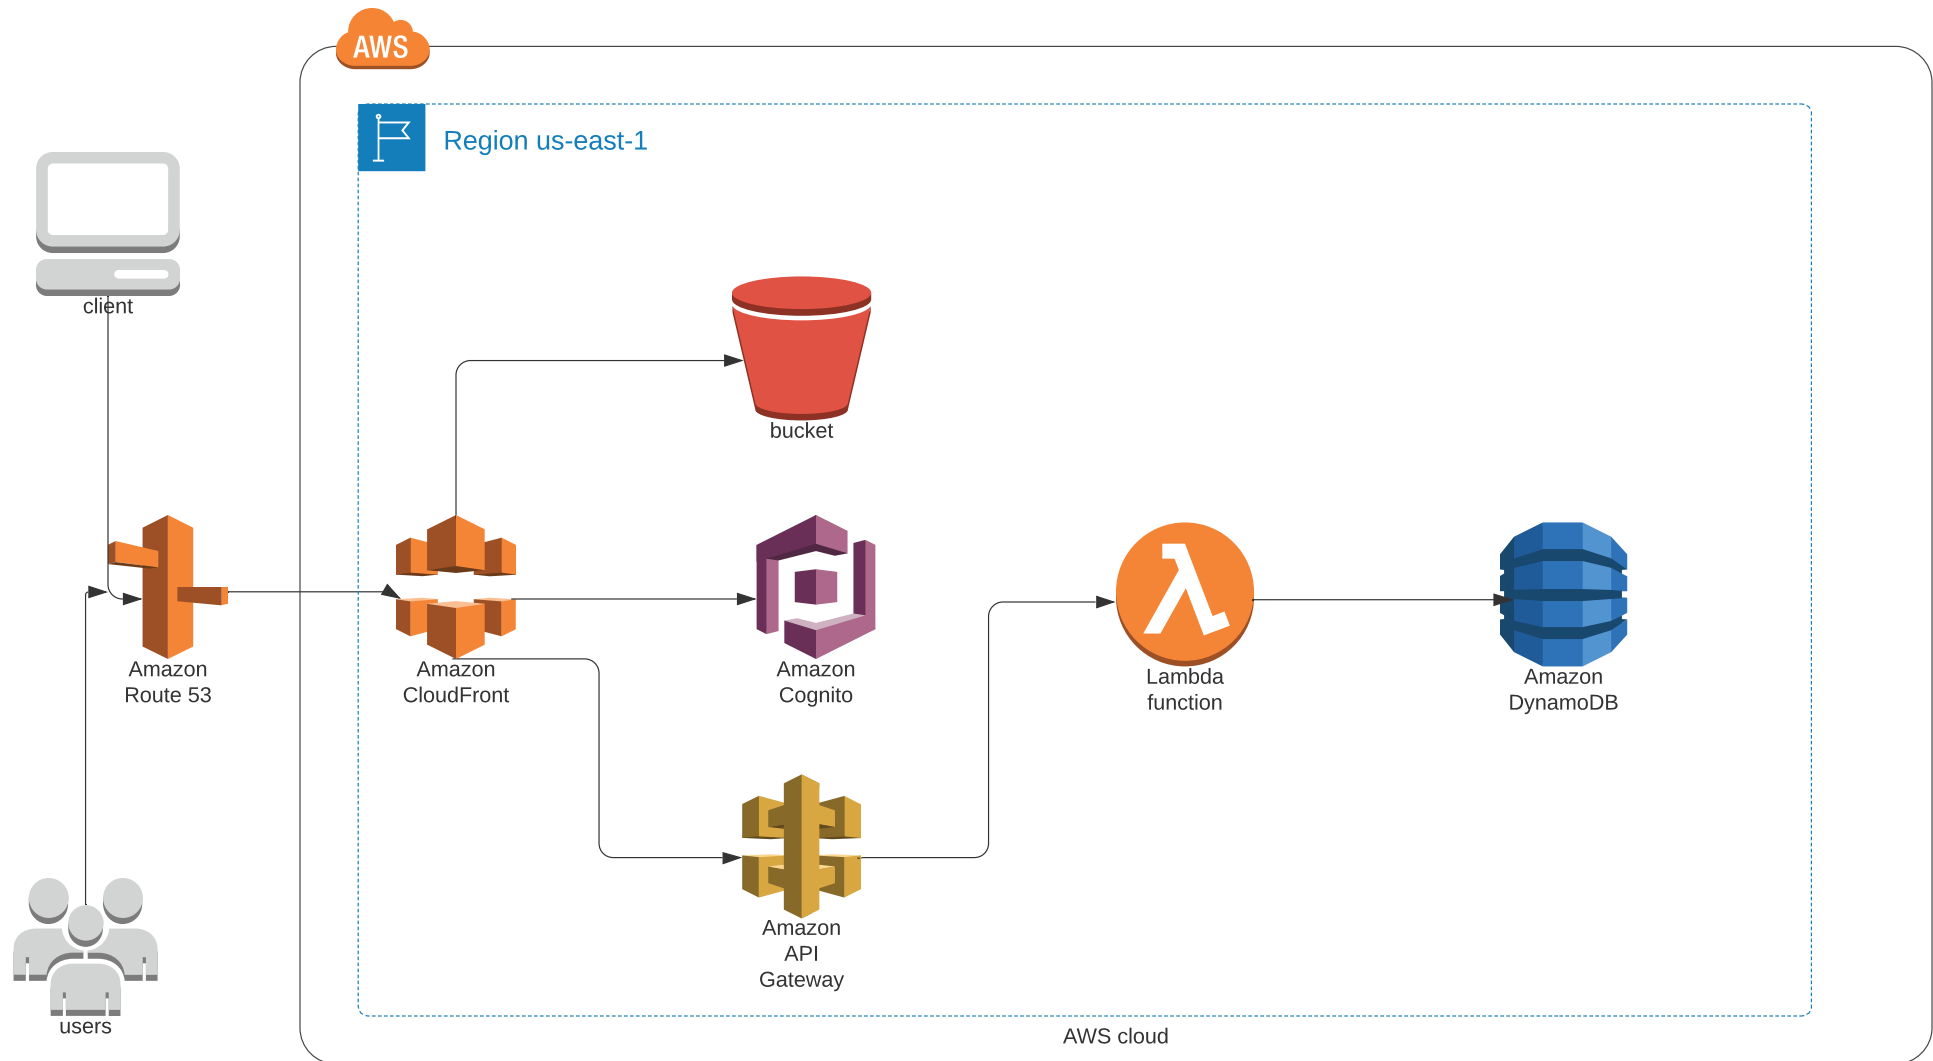 AWS
Region us-east-1
client
bucket
Amazon
Route 53
Amazon
CloudFront
Amazon
Cognito
Lambda
function
Amazon
DynamoDB
Amazon
API
Gateway
users
AWS cloud